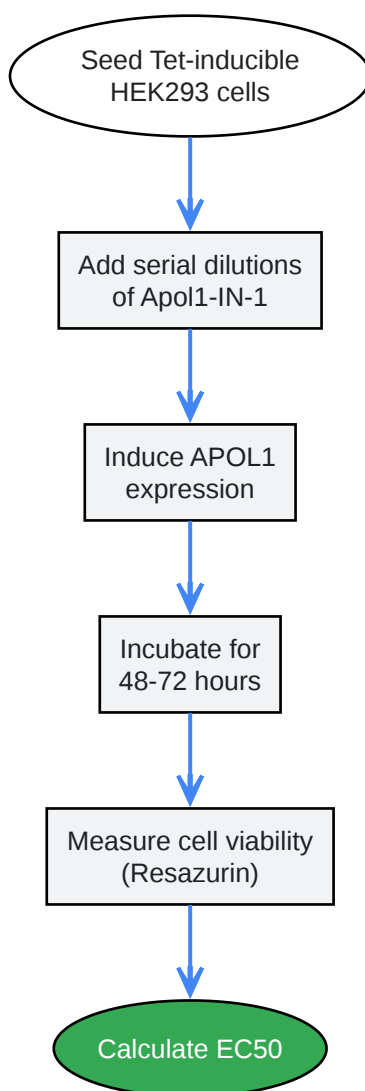 Seed Tet-inducible
HEK293 cells
Add serial dilutions
of Apol1-IN-1
Induce APOL1
expression
Incubate for
48-72 hours
Measure cell viability
(Resazurin)
Calculate EC50